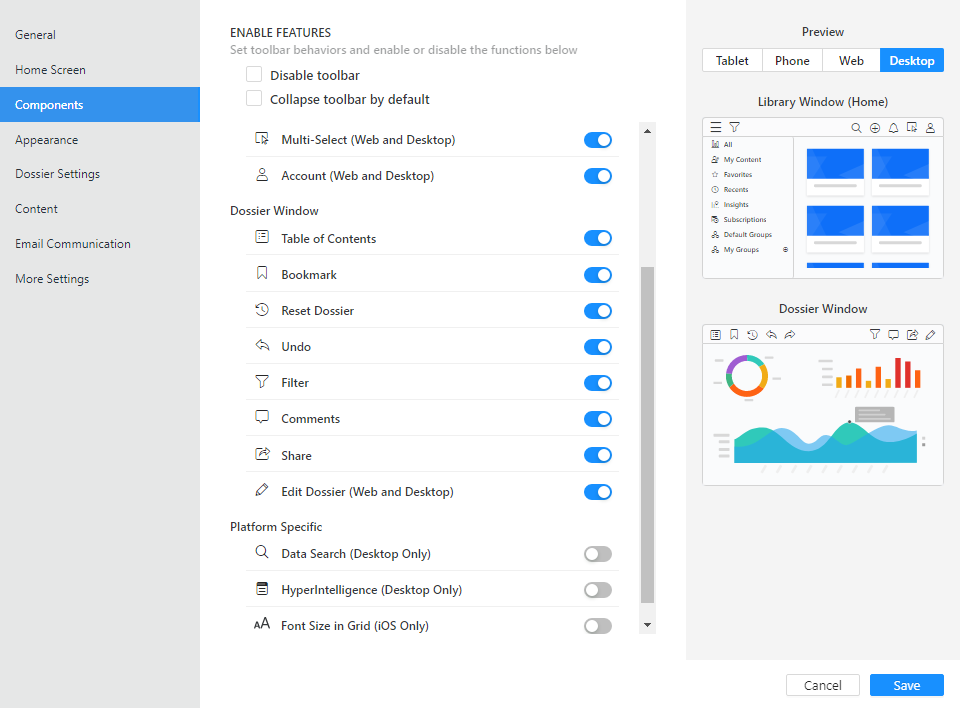 General
Home Screen
Components
Appearance
Dossier Settings
Content
Email Communication
More Settings
ENABLE FEATURES
Set toolbar behaviors and enable or disable the functions below
Disable toolbar
Collapse toolbar by default
Multi-Select (Web and Desktop)
Account (Web and Desktop)
Dossier Window
Table of Contents
Bookmark
Reset Dossier
Undo
Filter
Comments
Share
Edit Dossier (Web and Desktop)
Platform Specific
Data Search (Desktop Only)
HyperIntelligence (Desktop Only)
AA Font Size in Grid (iOS Only)
Preview
Tablet Phone Web Desktop
Library Window (Home)
All
My Content
Favorites
Recents
Insights
Subscriptions
Default Groups
My Groups
Dossier Window
Cancel Save